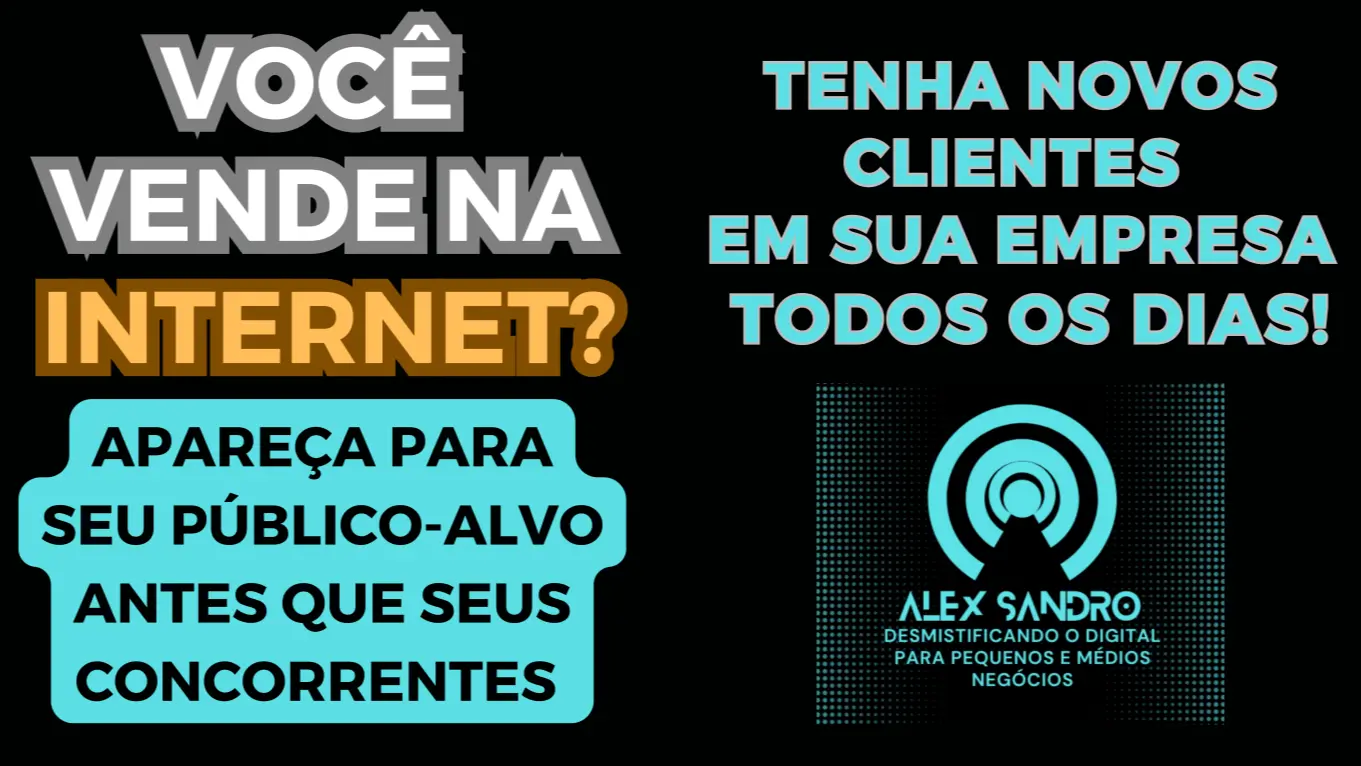 VOCÊ
VENDE NA
INTERNET?
APAREÇA PARA
SEU PÚBLICO-ALVO
ANTES QUE SEUS
CONCORRENTES
TENHA NOVOS
CLIENTES
EM SUA EMPRESA
TODOS OS DIAS!
ALEX SANDRO
DESMISTIFICANDO O DIGITAL
PARA PEQUENOS E MÉDIOS
NEGÓCIOS